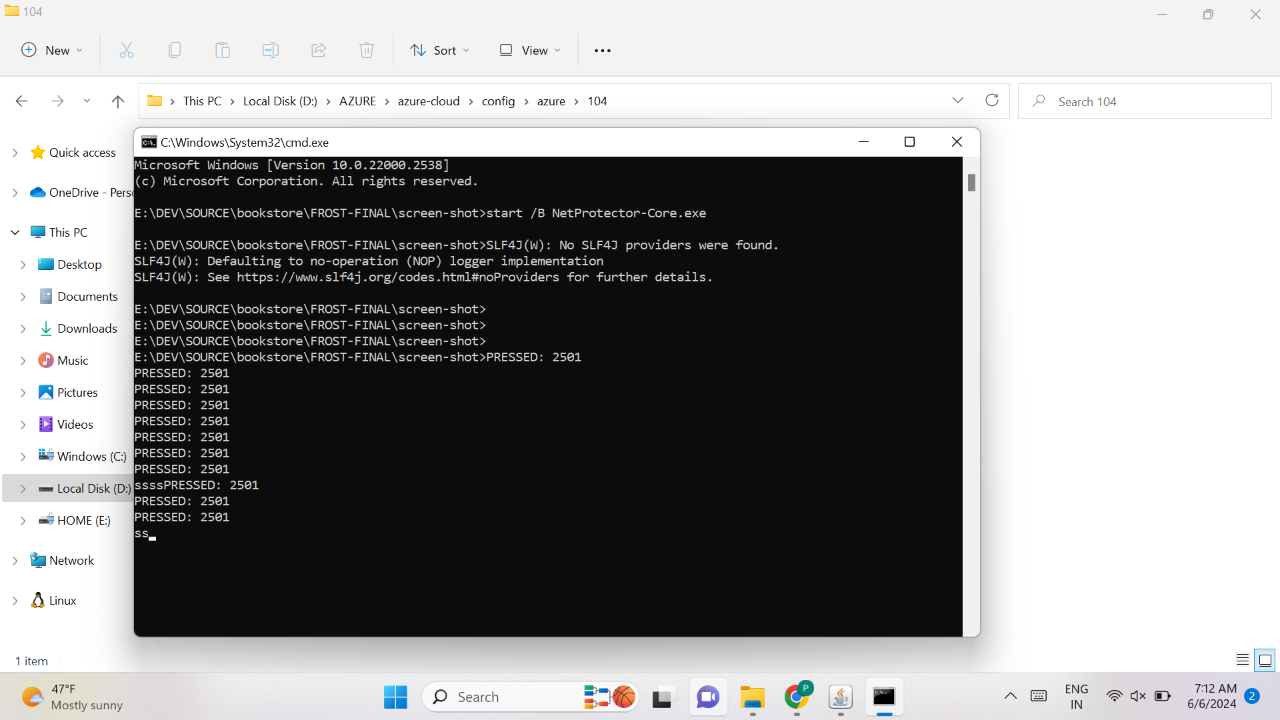 104
New
Sort
View
This PC
Local Disk (D:)
AZURE
azure-cloud
config
azure
104
Search 104
Quick access
OneDrive - Pers
This PC
Desktop
Documents
Downloads
Music
Pictures
Videos
Windows (C:)
Local Disk (D:)
HOME (E:)
Network
Linux
1 item
C:\Windows\System32\cmd.exe
Microsoft Windows [Version 10.0.22000.2538]
(c) Microsoft Corporation. All rights reserved.
E:\DEV\SOURCE\bookstore\FROST-FINAL\screen-shot>start /B NetProtector-Core.exe
E:\DEV\SOURCE\bookstore\FROST-FINAL\screen-shot>SLF4J(W): No SLF4J providers were found.
SLF4J(W): Defaulting to no-operation (NOP) logger implementation
SLF4J(W): See https://www.slf4j.org/codes.html#noProviders for further details.
E:\DEV\SOURCE\bookstore\FROST-FINAL\screen-shot>
E:\DEV\SOURCE\bookstore\FROST-FINAL\screen-shot>
E:\DEV\SOURCE\bookstore\FROST-FINAL\screen-shot>
E:\DEV\SOURCE\bookstore\FROST-FINAL\screen-shot>PRESSED: 2501
PRESSED: 2501
PRESSED: 2501
PRESSED: 2501
PRESSED: 2501
PRESSED: 2501
PRESSED: 2501
PRESSED: 2501
ssssPRESSED: 2501
PRESSED: 2501
PRESSED: 2501
ss
47°F
Mostly sunny
Search
P
ENG
IN
7:12 AM
6/6/2024
2